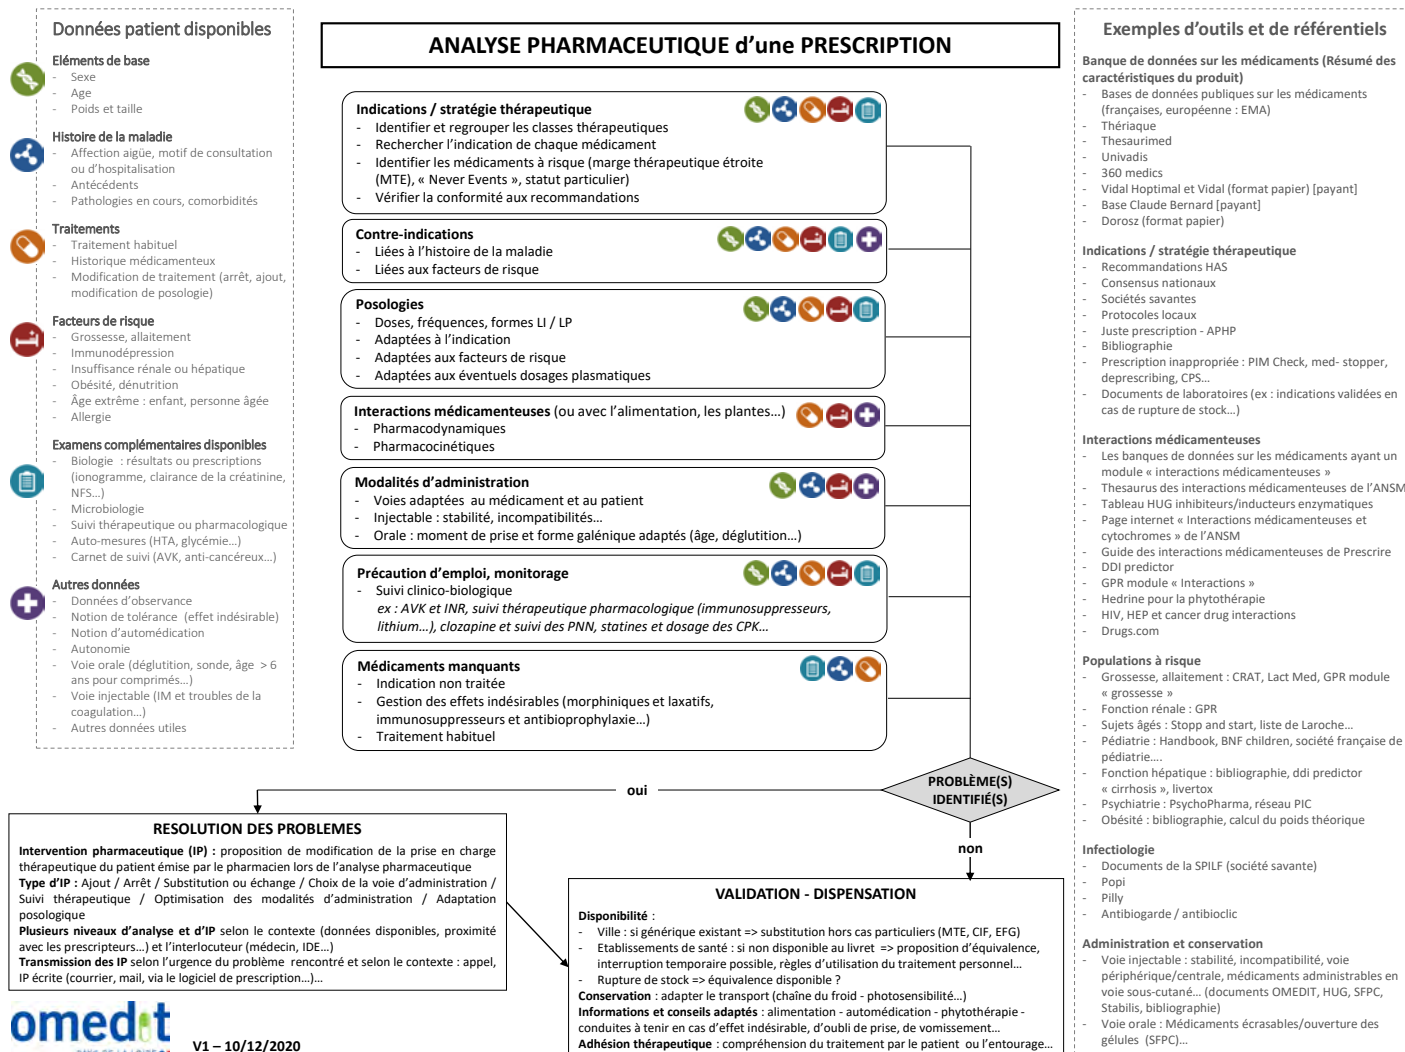 Données patient disponibles
Eléments de base
- Sexe
- Age
- Poids et taille
Histoire de la maladie
- Affection aigüe, motif de consultation
ou d'hospitalisation
- Antécédents
- Pathologies en cours, comorbidités
Traitements
- Traitement habituel
- Historique médicamenteux
- Modification de traitement (arrêt, ajout,
modification de posologie)
Facteurs de risque
- Grossesse, allaitement
- Immunodépression
- Insuffisance rénale ou hépatique
- Obésité, dénutrition
- Âge extrême : enfant, personne âgée
- Allergie
Examens complémentaires disponibles
- Biologie : résultats ou prescriptions
(ionogramme, clairance de la créatinine,
NFS…)
- Microbiologie
- Suivi thérapeutique ou pharmacologique
- Auto-mesures (HTA, glycémie…)
- Carnet de suivi (AVK, anti-cancéreux…)
Autres données
- Données d'observance
- Notion de tolérance (effet indésirable)
- Notion d'automédication
- Autonomie
- Voie orale (déglutition, sonde, âge > 6
ans pour comprimés…)
- Voie injectable (IM et troubles de la
coagulation…)
- Autres données utiles
ANALYSE PHARMACEUTIQUE d'une PRESCRIPTION
Indications / stratégie thérapeutique
- Identifier et regrouper les classes thérapeutiques
- Rechercher l'indication de chaque médicament
- Identifier les médicaments à risque (marge thérapeutique étroite
(MTE), « Never Events », statut particulier)
- Vérifier la conformité aux recommandations
Contre-indications
- Liées à l'histoire de la maladie
- Liées aux facteurs de risque
Posologies
- Doses, fréquences, formes LI / LP
- Adaptées à l'indication
- Adaptées aux facteurs de risque
- Adaptées aux éventuels dosages plasmatiques
Interactions médicamenteuses (ou avec l'alimentation, les plantes…)
- Pharmacodynamiques
- Pharmacocinétiques
Modalités d'administration
- Voies adaptées au médicament et au patient
- Injectable : stabilité, incompatibilités…
- Orale : moment de prise et forme galénique adaptés (âge, déglutition…)
Précaution d'emploi, monitorage
- Suivi clinico-biologique
ex : AVK et INR, suivi thérapeutique pharmacologique (immunosuppresseurs,
lithium…), clozapine et suivi des PNN, statines et dosage des CPK…
Médicaments manquants
- Indication non traitée
- Gestion des effets indésirables (morphiniques et laxatifs,
immunosuppresseurs et antibioprophylaxie…)
- Traitement habituel
PROBLÈME(S)
IDENTIFIÉ(S)
oui
non
RESOLUTION DES PROBLEMES
Intervention pharmaceutique (IP) : proposition de modification de la prise en charge
thérapeutique du patient émise par le pharmacien lors de l'analyse pharmaceutique
Type d'IP : Ajout / Arrêt / Substitution ou échange / Choix de la voie d'administration /
Suivi thérapeutique / Optimisation des modalités d'administration / Adaptation
posologique
Plusieurs niveaux d'analyse et d'IP selon le contexte (données disponibles, proximité
avec les prescripteurs…) et l'interlocuteur (médecin, IDE…)
Transmission des IP selon l'urgence du problème rencontré et selon le contexte : appel,
IP écrite (courrier, mail, via le logiciel de prescription…)…
VALIDATION - DISPENSATION
Disponibilité :
- Ville : si générique existant => substitution hors cas particuliers (MTE, CIF, EFG)
- Etablissements de santé : si non disponible au livret => proposition d'équivalence,
interruption temporaire possible, règles d'utilisation du traitement personnel…
- Rupture de stock => équivalence disponible ?
Conservation : adapter le transport (chaîne du froid - photosensibilité…)
Informations et conseils adaptés : alimentation - automédication - phytothérapie -
conduites à tenir en cas d'effet indésirable, d'oubli de prise, de vomissement…
Adhésion thérapeutique : compréhension du traitement par le patient ou l'entourage…
omedit
V1 – 10/12/2020
Exemples d'outils et de référentiels
Banque de données sur les médicaments (Résumé des
caractéristiques du produit)
- Bases de données publiques sur les médicaments
(françaises, européenne : EMA)
- Thériaque
- Thesaurimed
- Univadis
- 360 medics
- Vidal Hoptimal et Vidal (format papier) [payant]
- Base Claude Bernard [payant]
- Dorosz (format papier)
Indications / stratégie thérapeutique
- Recommandations HAS
- Consensus nationaux
- Sociétés savantes
- Protocoles locaux
- Juste prescription - APHP
- Bibliographie
- Prescription inappropriée : PIM Check, med- stopper,
deprescribing, CPS…
- Documents de laboratoires (ex : indications validées en
cas de rupture de stock…)
Interactions médicamenteuses
- Les banques de données sur les médicaments ayant un
module « interactions médicamenteuses »
- Thesaurus des interactions médicamenteuses de l'ANSM
- Tableau HUG inhibiteurs/inducteurs enzymatiques
- Page internet « Interactions médicamenteuses et
cytochromes » de l'ANSM
- Guide des interactions médicamenteuses de Prescrire
- DDI predictor
- GPR module « Interactions »
- Hedrine pour la phytothérapie
- HIV, HEP et cancer drug interactions
- Drugs.com
Populations à risque
- Grossesse, allaitement : CRAT, Lact Med, GPR module
« grossesse »
- Fonction rénale : GPR
- Sujets âgés : Stopp and start, liste de Laroche…
- Pédiatrie : Handbook, BNF children, société française de
pédiatrie….
- Fonction hépatique : bibliographie, ddi predictor
« cirrhosis », livertox
- Psychiatrie : PsychoPharma, réseau PIC
- Obésité : bibliographie, calcul du poids théorique
Infectiologie
- Documents de la SPILF (société savante)
- Popi
- Pilly
- Antibiogarde / antibioclic
Administration et conservation
- Voie injectable : stabilité, incompatibilité, voie
périphérique/centrale, médicaments administrables en
voie sous-cutané… (documents OMEDIT, HUG, SFPC,
Stabilis, bibliographie)
- Voie orale : Médicaments écrasables/ouverture des
gélules (SFPC)…